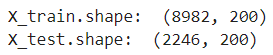 X_train.shape:  (8982, 200)
X_test.shape:  (2246, 200)